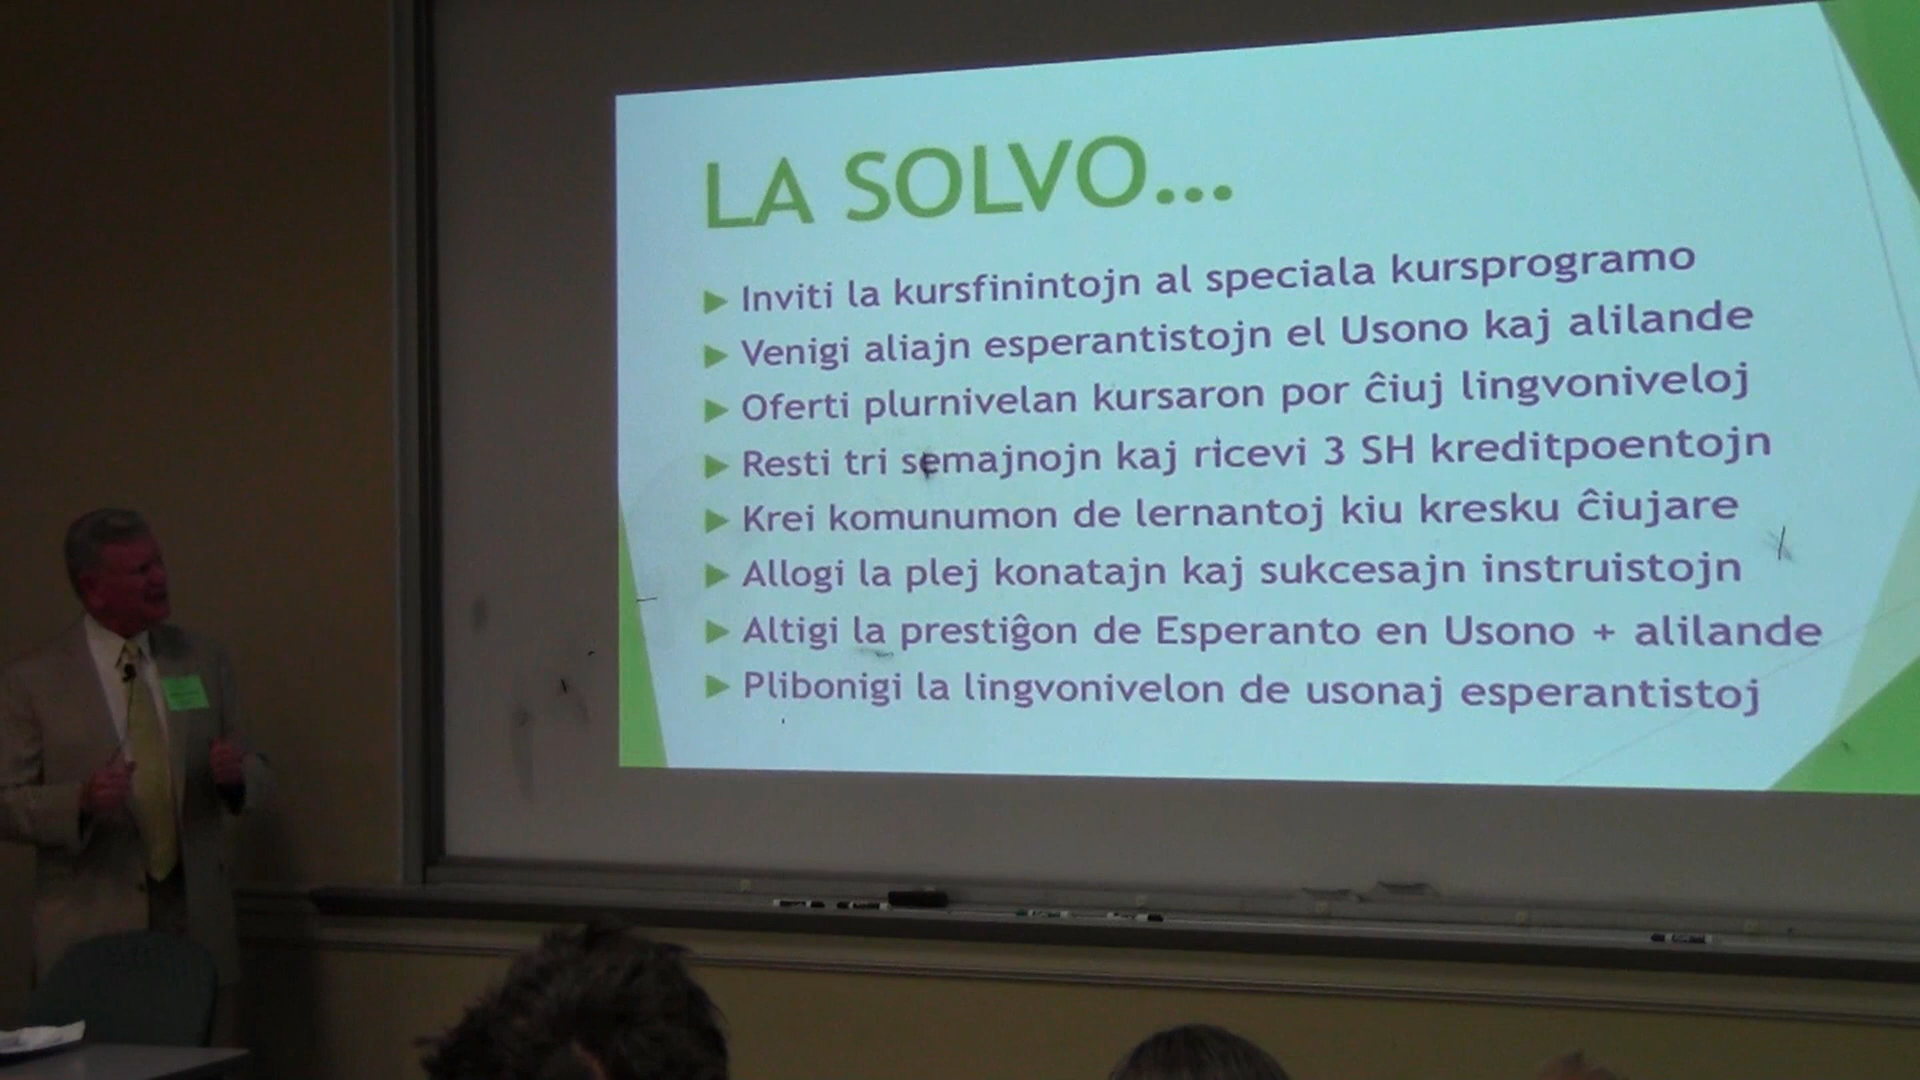 LA SOLVO...
Inviti la kursfinintojn al speciala kursprogramo
Venigi aliajn esperantistojn el Usono kaj alilande
Oferti plurnivelan kursaron por ĉiuj lingvoniveloj
Resti tri semajnojn kaj ricevi 3 SH kreditpoentojn
Krei komunumon de lernantoj kiu kresku ĉiujare
Allogi la plej konatajn kaj sukcesajn instruistojn
Altigi la prestiĝon de Esperanto en Usono + alilande
Plibonigi la lingvonivelon de usonaj esperantistoj